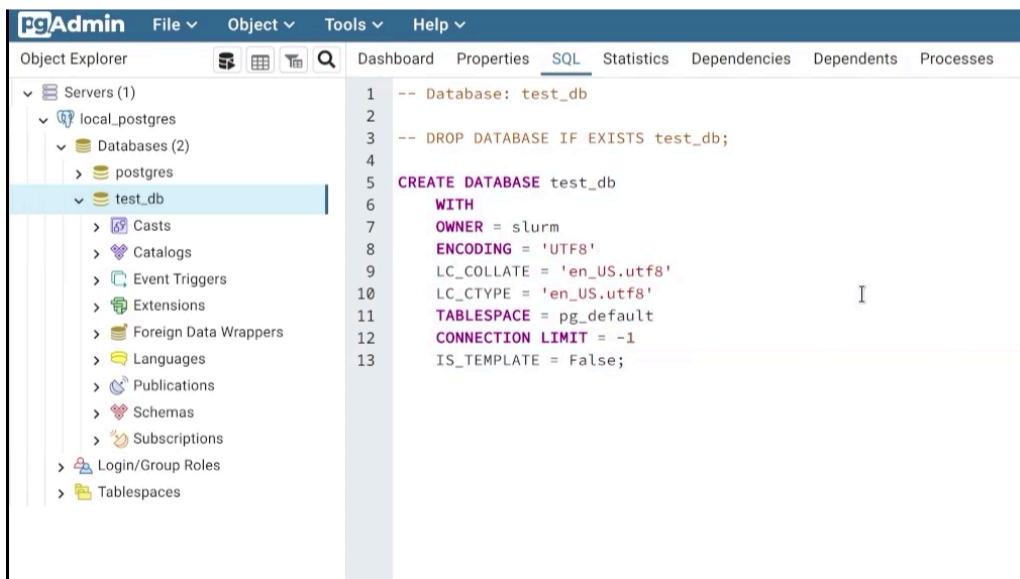 pgAdmin File Object Tools Help
Object Explorer
Dashboard Properties SQL Statistics Dependencies Dependents Processes
Servers (1)
local_postgres
Databases (2)
postgres
test_db
Casts
Catalogs
Event Triggers
Extensions
Foreign Data Wrappers
Languages
Publications
Schemas
Subscriptions
Login/Group Roles
Tablespaces
1 -- Database: test_db
2
3 -- DROP DATABASE IF EXISTS test_db;
4
5 CREATE DATABASE test_db
6 WITH
7 OWNER = slurm
8 ENCODING = 'UTF8'
9 LC_COLLATE = 'en_US.utf8'
10 LC_CTYPE = 'en_US.utf8'
11 TABLESPACE = pg_default
12 CONNECTION LIMIT = -1
13 IS_TEMPLATE = False;